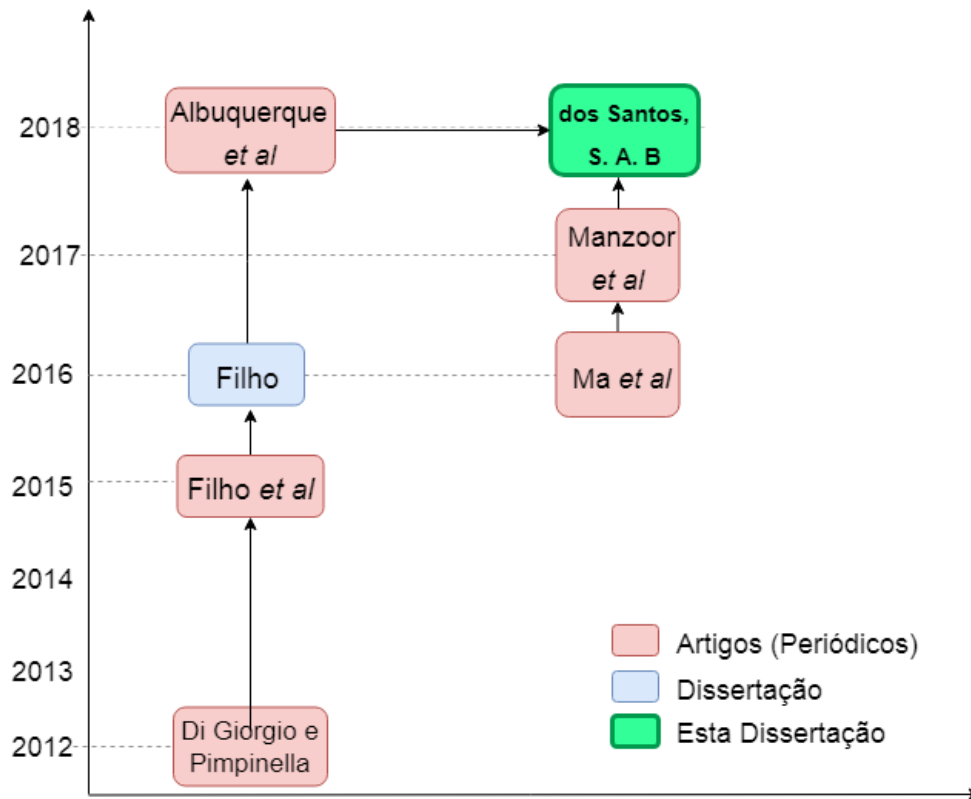 2018
Albuquerque
et al
dos Santos,
S. A. B
2017
Manzoor
et al
2016
Filho
Ma et al
2015
Filho et al
2014
2013
2012
Di Giorgio e
Pimpinella
Artigos (Periódicos)
Dissertação
Esta Dissertação